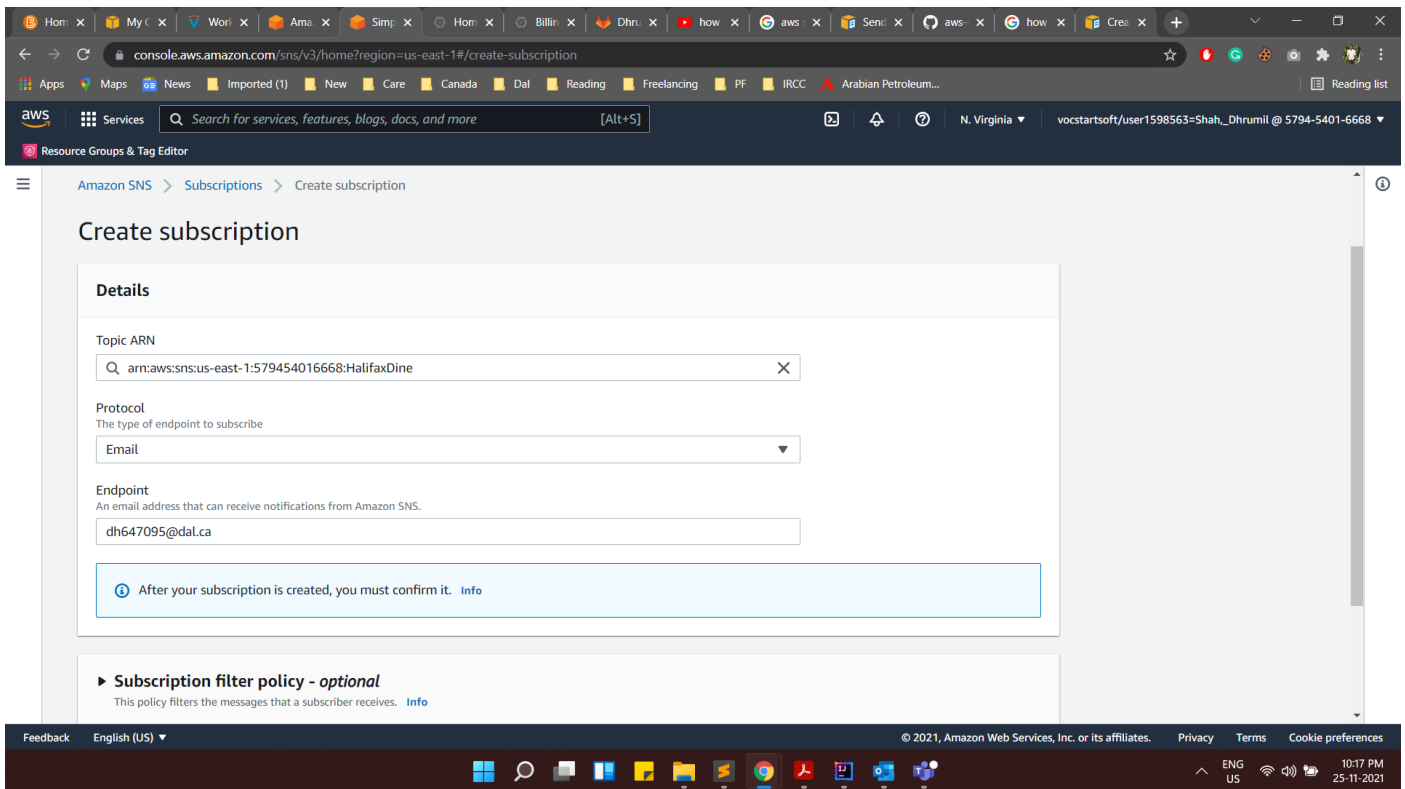 Hom My C Work Ama Simp Hom Billin Dhru how aws s Send aws- how Crea
console.aws.amazon.com/sns/v3/home?region=us-east-1#/create-subscription
Apps Maps News Imported (1) New Care Canada Dal Reading Freelancing PF IRCC Arabian Petroleum... Reading list
aws Services Search for services, features, blogs, docs, and more [Alt+S] N. Virginia ▼ vocstartsoft/user1598563=Shah,_Dhrumil @ 5794-5401-6668 ▼
Resource Groups & Tag Editor
Amazon SNS > Subscriptions > Create subscription
Create subscription
Details
Topic ARN
arn:aws:sns:us-east-1:579454016668:HalifaxDine
Protocol
The type of endpoint to subscribe
Email
Endpoint
An email address that can receive notifications from Amazon SNS.
dh647095@dal.ca
After your subscription is created, you must confirm it. Info
Subscription filter policy - optional
This policy filters the messages that a subscriber receives. Info
Feedback English (US) ▼ © 2021, Amazon Web Services, Inc. or its affiliates. Privacy Terms Cookie preferences
ENG
US
10:17 PM
25-11-2021